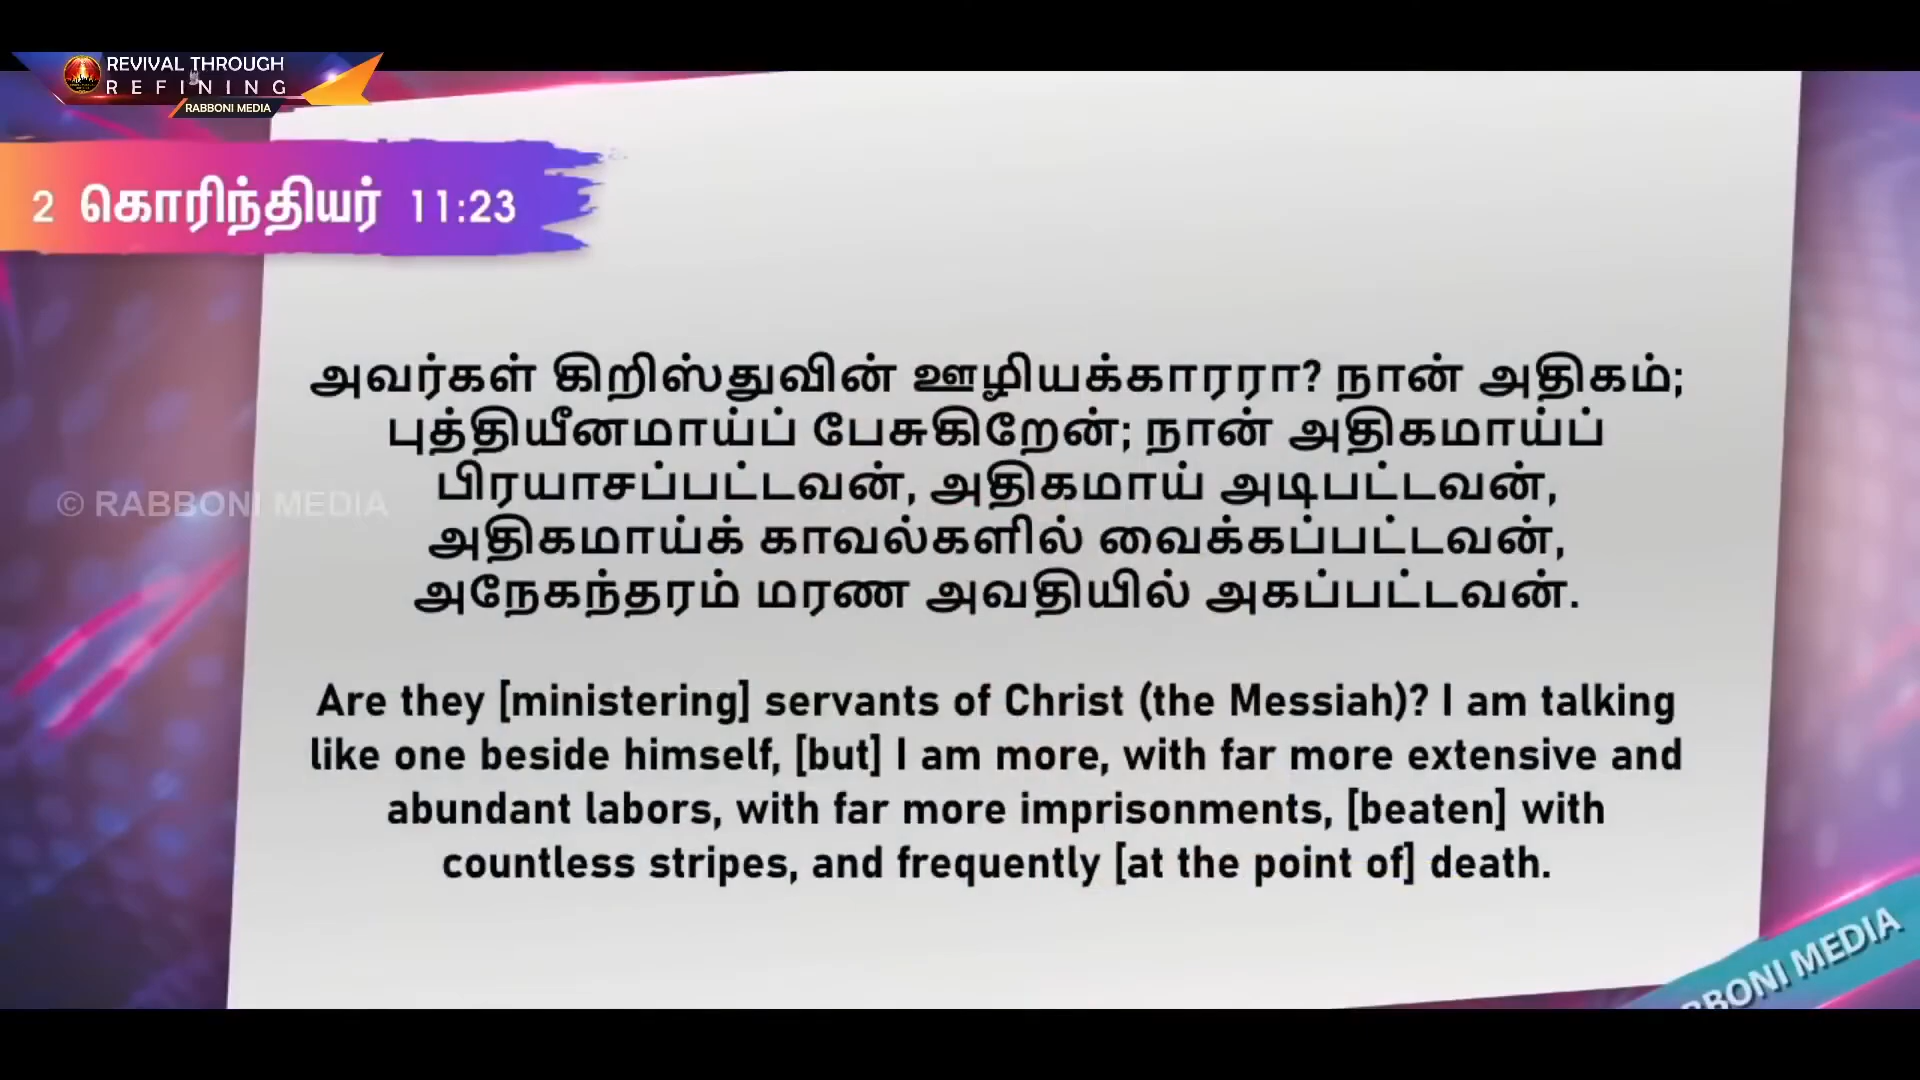 REVIVAL THROUGH
REFINING
RABBONI MEDIA
2 கொரிந்தியர் 11:23
அவர்கள் கிறிஸ்துவின் ஊழியக்காரரா? நான் அதிகம்;
புத்தியீனமாய்ப் பேசுகிறேன்; நான் அதிகமாய்ப்
பிரயாசப்பட்டவன், அதிகமாய் அடிபட்டவன்,
© RABBONI MEDIA
அதிகமாய்க் காவல்களில் வைக்கப்பட்டவன்,
அநேகந்தரம் மரண அவதியில் அகப்பட்டவன்.
Are they [ministering] servants of Christ (the Messiah)? I am talking
like one beside himself, [but] I am more, with far more extensive and
abundant labors, with far more imprisonments, [beaten] with
countless stripes, and frequently [at the point of] death.
BBONI MEDIA